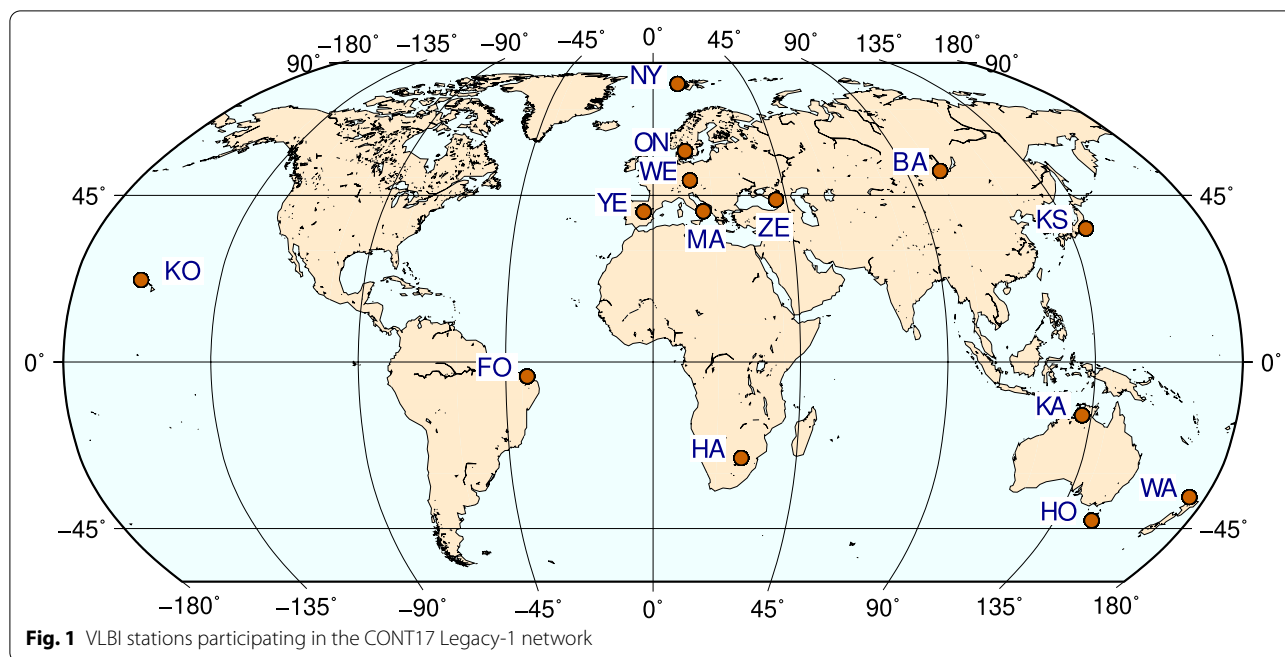 −180˚ −135˚ −90˚ −45˚ 0˚ 45˚ 90˚ 135˚ 180˚
90˚ 90˚
NY
ON
WE BA
45˚ 45˚
YE KS
MA ZE
KO
0˚ FO 0˚
KA
HA
WA
HO
−45˚ −45˚
−180˚ −135˚ −90˚ −45˚ 0˚ 45˚ 90˚ 135˚ 180˚
Fig. 1 VLBI stations participating in the CONT17 Legacy-1 network